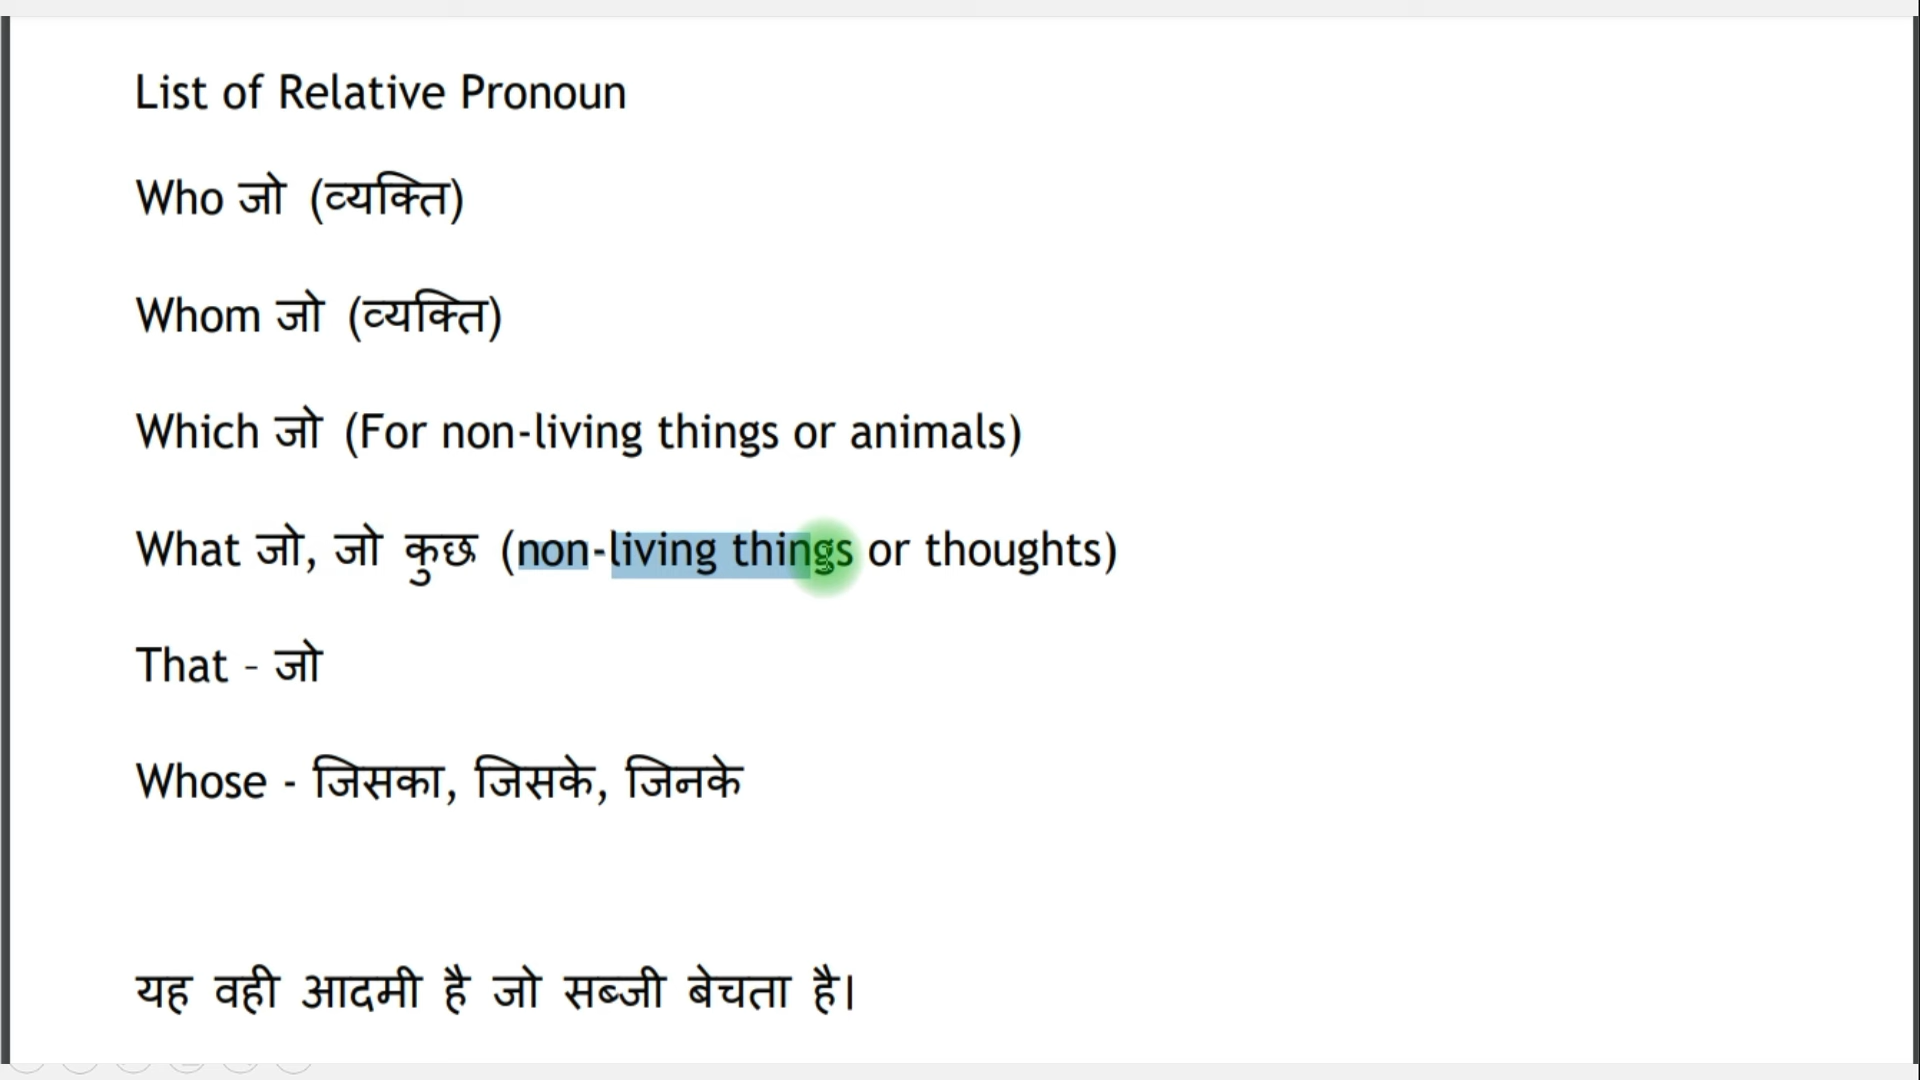 List of Relative Pronoun
Who जो (व्यक्ति)
Whom जो (व्यक्ति)
Which जो (For non-living things or animals)
What जो, जो कुछ (non-living things or thoughts)
That – जो
Whose - जिसका, जिसके, जिनके
यह वही आदमी है जो सब्जी बेचता है।